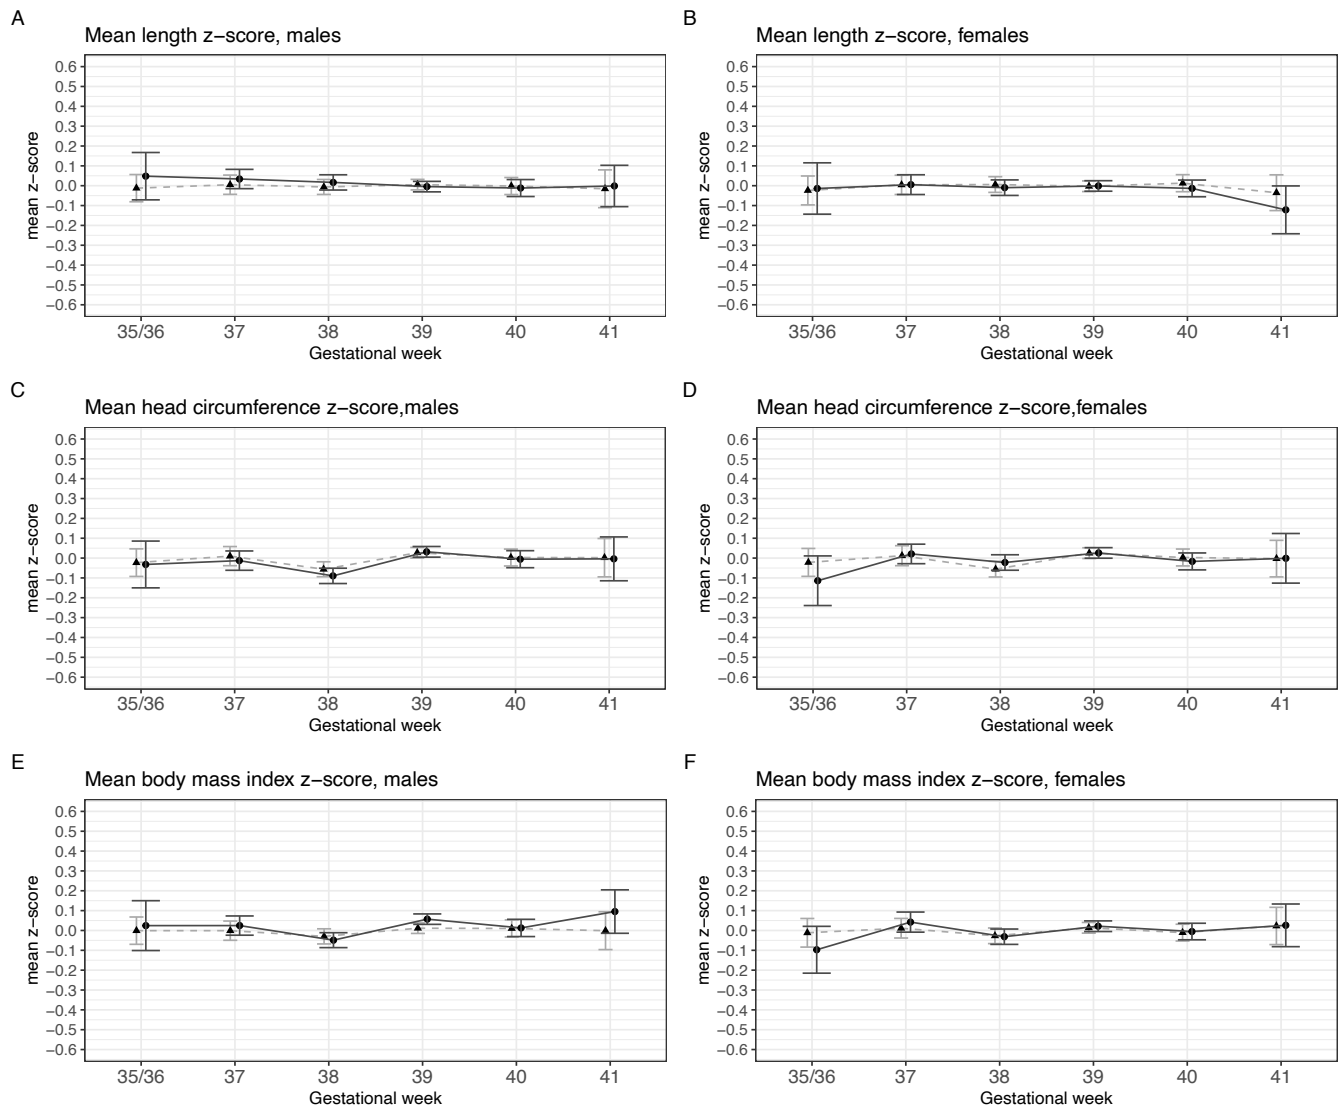 A
Mean length z−score, males
mean z−score
0.6
0.5
0.4
0.3
0.2
0.1
0.0
−0.1
−0.2
−0.3
−0.4
−0.5
−0.6
35/36 37 38 39 40 41
Gestational week
B
Mean length z−score, females
mean z−score
0.6
0.5
0.4
0.3
0.2
0.1
0.0
−0.1
−0.2
−0.3
−0.4
−0.5
−0.6
35/36 37 38 39 40 41
Gestational week
C
Mean head circumference z−score,males
mean z−score
0.6
0.5
0.4
0.3
0.2
0.1
0.0
−0.1
−0.2
−0.3
−0.4
−0.5
−0.6
35/36 37 38 39 40 41
Gestational week
D
Mean head circumference z−score,females
mean z−score
0.6
0.5
0.4
0.3
0.2
0.1
0.0
−0.1
−0.2
−0.3
−0.4
−0.5
−0.6
35/36 37 38 39 40 41
Gestational week
E
Mean body mass index z−score, males
mean z−score
0.6
0.5
0.4
0.3
0.2
0.1
0.0
−0.1
−0.2
−0.3
−0.4
−0.5
−0.6
35/36 37 38 39 40 41
Gestational week
F
Mean body mass index z−score, females
mean z−score
0.6
0.5
0.4
0.3
0.2
0.1
0.0
−0.1
−0.2
−0.3
−0.4
−0.5
−0.6
35/36 37 38 39 40 41
Gestational week